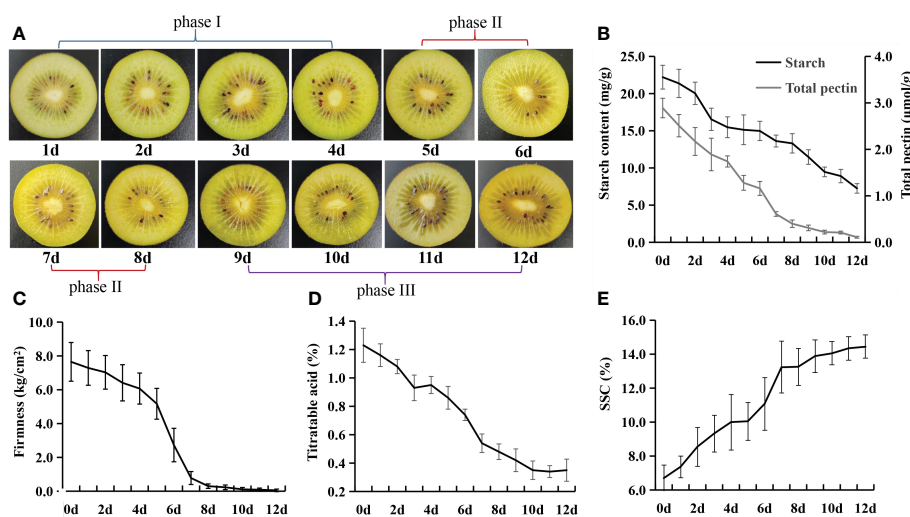 A
phase I
phase II
1d 2d 3d 4d 5d 6d
7d 8d 9d 10d 11d 12d
phase II
phase III
B
Starch content (mg/g)
25.0
20.0
15.0
10.0
5.0
0.0
Starch
Total pectin
4.0
3.0
2.0
1.0
0.0
Total pectin (μmol/g)
0d 2d 4d 6d 8d 10d 12d
C
Firmness (kg/cm²)
10.0
8.0
6.0
4.0
2.0
0.0
0d 2d 4d 6d 8d 10d 12d
D
Titratable acid (%)
1.4
1.2
1.0
0.8
0.6
0.4
0.2
0d 2d 4d 6d 8d 10d 12d
E
SSC (%)
16.0
14.0
12.0
10.0
8.0
6.0
0d 2d 4d 6d 8d 10d 12d